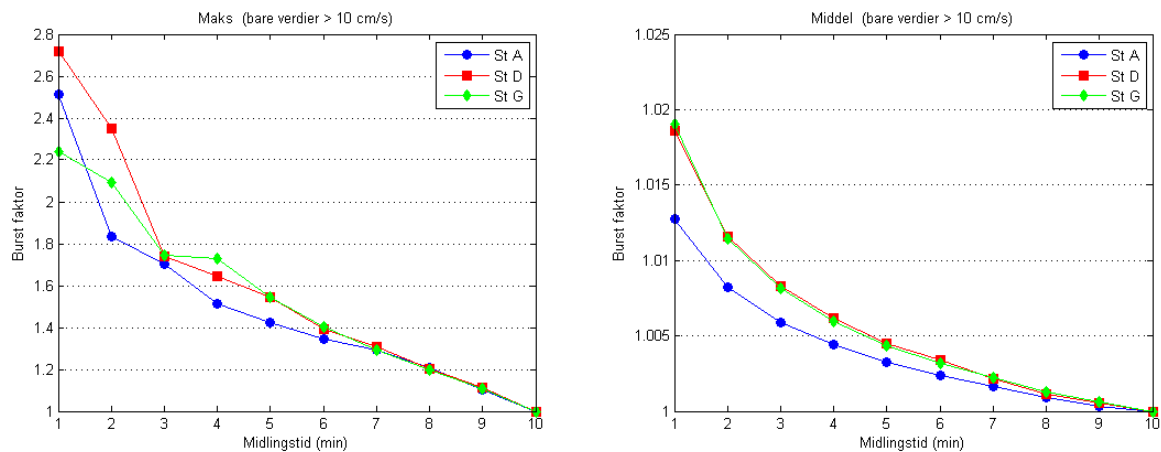 Maks (bare verdier > 10 cm/s)
2.8
2.6
2.4
2.2
2
1.8
1.6
1.4
1.2
1
Burst faktor
St A
St D
St G
1 2 3 4 5 6 7 8 9 10
Midlingstid (min)
Middel (bare verdier > 10 cm/s)
1.025
1.02
1.015
1.01
1.005
1
Burst faktor
St A
St D
St G
1 2 3 4 5 6 7 8 9 10
Midlingstid (min)